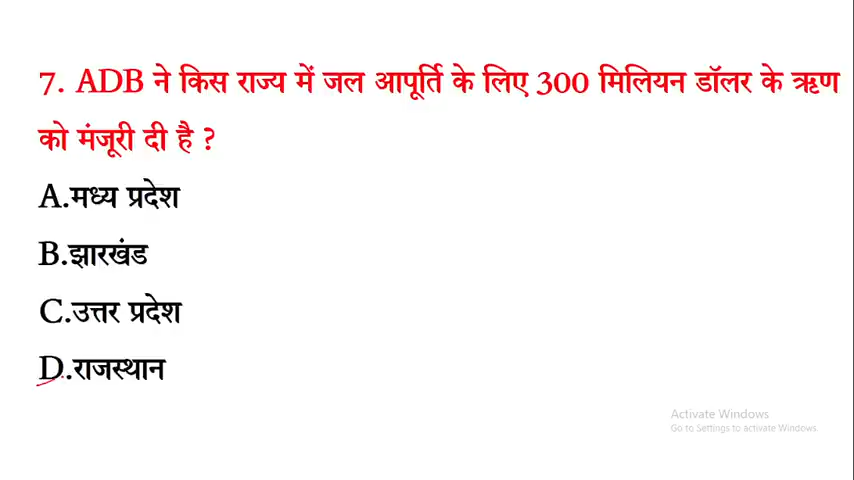 7. ADB ने किस राज्य में जल आपूर्ति के लिए 300 मिलियन डॉलर के ऋण
को मंजूरी दी है ?
A.मध्य प्रदेश
B.झारखंड
C.उत्तर प्रदेश
D.राजस्थान
Activate Windows
Go to Settings to activate Windows